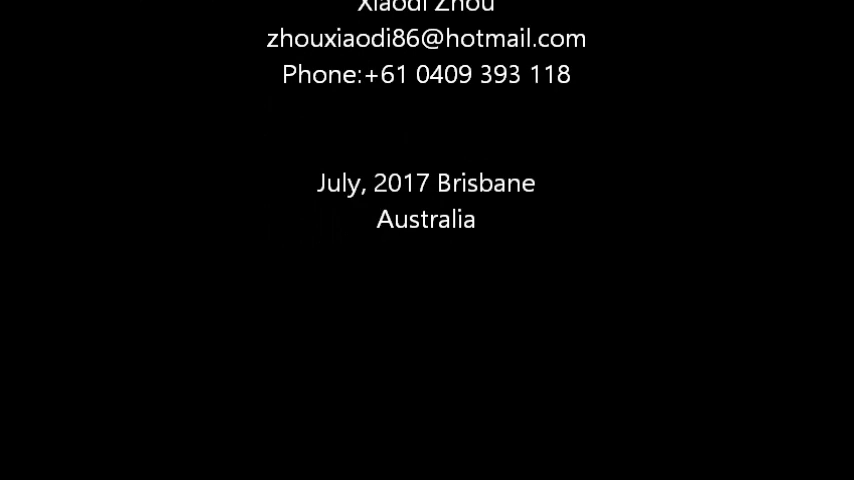 Xiaodi Zhou
zhouxiaodi86@hotmail.com
Phone:+61 0409 393 118
July, 2017 Brisbane
Australia